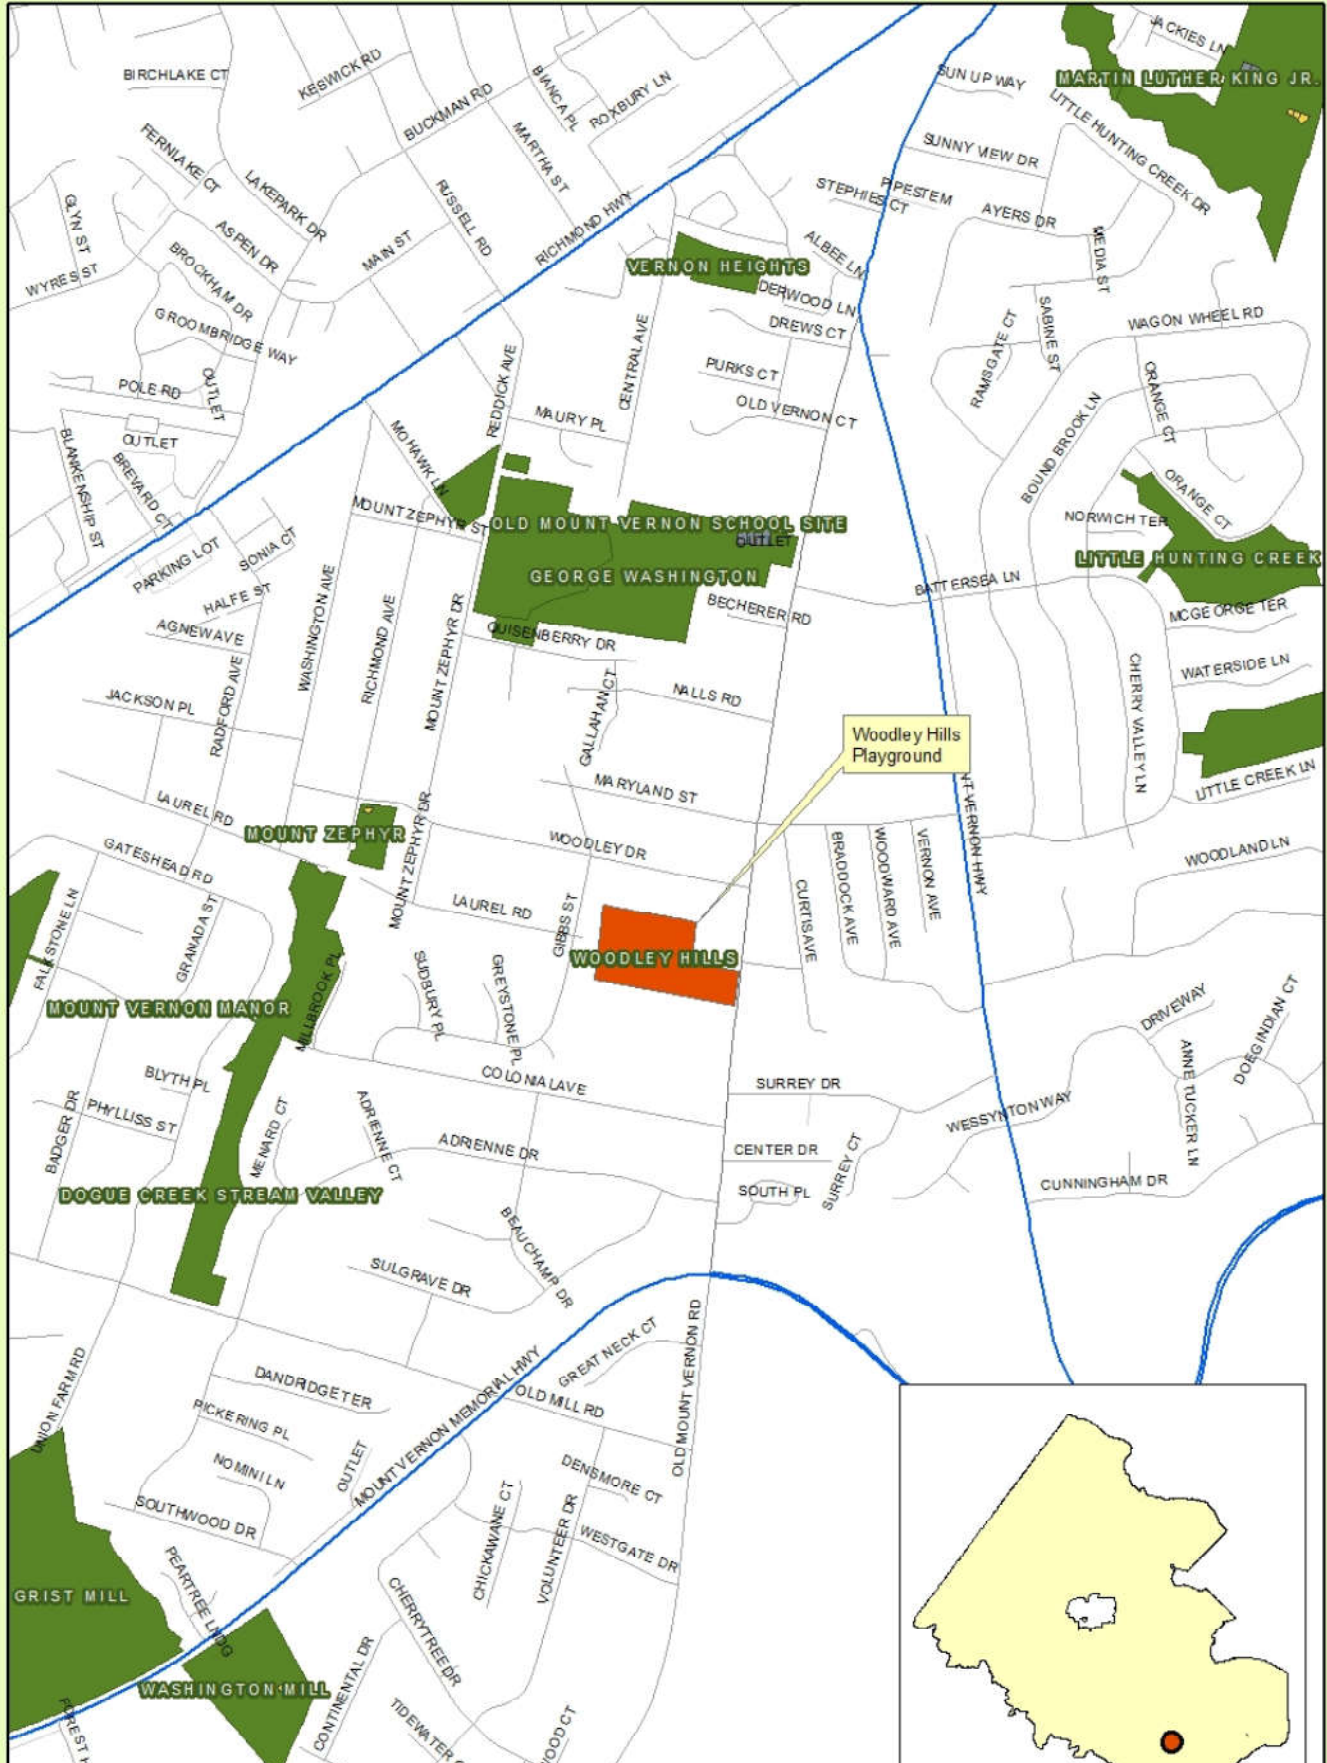 JACKIES LN
BIRCHLAKE CT
KESWICK RD
MARTIN LUTHER KING JR.
SUN UP WAY
BIANCA PL
ROXBURY LN
BUCKMAN RD
LITTLE HUNTING CREEK DR
FERNLAKE CT
MARTHA ST
SUNNY VIEW DR
LAKEPARK DR
RUSSELL RD
STEPHIES CT
PIPESTEM
AYERS DR
GLYN ST
ASPEN DR
MAIN ST
RICHMOND HWY
ALBEE LN
MEDIA ST
WYRES ST
BROCKHAM DR
VERNON HEIGHTS
DERWOOD LN
GROOMBRIDGE WAY
DREWS CT
WAGON WHEEL RD
SABINE ST
RAMSGATE CT
CENTRAL AVE
PURKS CT
ORANGE CT
POLE RD
OUTLET
REDDICK AVE
MAURY PL
OLD VERNON CT
BOUND BROOK LN
OUTLET
MOHAWK LN
BLANKENSHIP ST
BREVARD CT
ORANGE CT
MOUNT ZEPHYR ST
OLD MOUNT VERNON SCHOOL SITE
OUTLET
NORWICH TER
SONIA CT
PARKING LOT
LITTLE HUNTING CREEK
GEORGE WASHINGTON
BATTERSEA LN
HALFE ST
BECHERER RD
MCGEORGE TER
AGNEW AVE
WASHINGTON AVE
RICHMOND AVE
MOUNT ZEPHYR DR
QUISENBERRY DR
WATERSIDE LN
JACKSON PL
RADFORD AVE
NALLS RD
GALLAHAN CT
CHERRY VALLEY LN
Woodley Hills
Playground
LITTLE CREEK LN
MARYLAND ST
LAUREL RD
MOUNT ZEPHYR
MOUNT ZEPHYR DR
WOODLEY DR
NT VERNON HWY
GATESHEAD RD
WOODLAND LN
CURTIS AVE
BRADDOCK AVE
WOODWARD AVE
VERNON AVE
LAUREL RD
GIBBS ST
FALKSTONE LN
GRANADA ST
WOODLEY HILLS
SUDBURY PL
GREYSTONE PL
MOUNT VERNON MANOR
MILLBROOK PL
DRIVEWAY
DOEG INDIAN CT
ANNE TUCKER LN
BLYTH PL
COLONIAL AVE
SURREY DR
BADGER DR
PHYLLISS ST
MENARD CT
ADRIENNE CT
WESSYNTON WAY
ADRIENNE DR
CENTER DR
SURREY CT
DOGUE CREEK STREAM VALLEY
SOUTH PL
CUNNINGHAM DR
BEAUCHAMP DR
SULGRAVE DR
GREAT NECK CT
OLD MOUNT VERNON RD
UNION FARM RD
DANDRIDGE TER
OLD MILL RD
MOUNT VERNON MEMORIAL HWY
PICKERING PL
OUTLET
NOMINI LN
DENSMORE CT
SOUTHWOOD DR
CHICKAWANE CT
VOLUNTEER DR
WESTGATE DR
PEARTREE LNDG
GRIST MILL
CHERRYTREE DR
WASHINGTON MILL
CONTINENTAL DR
TIDEWATER
FOREST
OOD CT